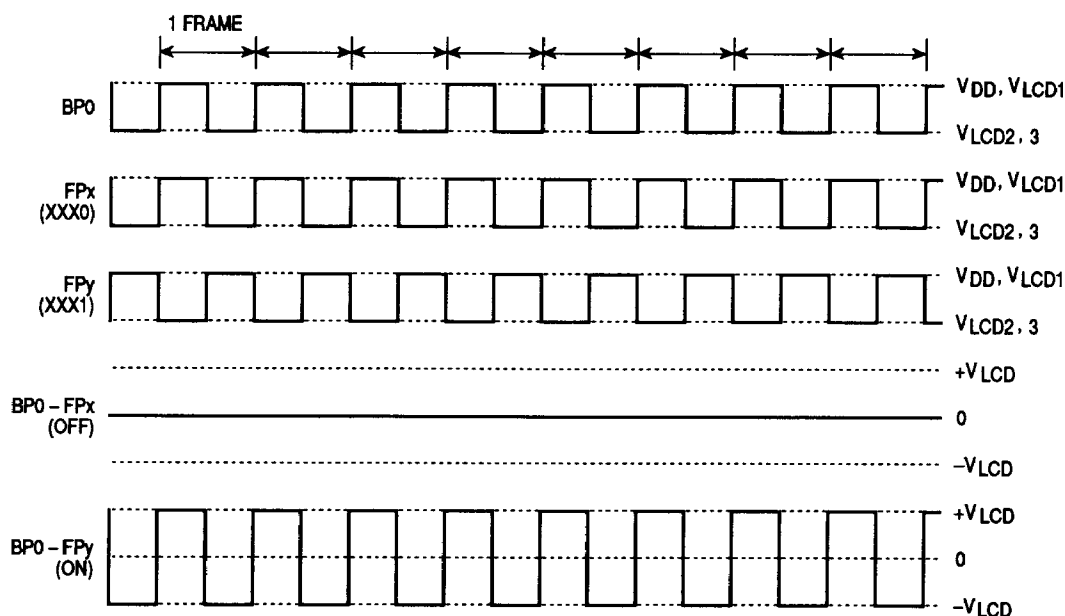 1 FRAME
BP0
VDD, VLCD1
VLCD2, 3
FPx
(XXX0)
VDD, VLCD1
VLCD2, 3
FPy
(XXX1)
VDD, VLCD1
VLCD2, 3
+VLCD
BP0 – FPx
(OFF)
0
–VLCD
+VLCD
BP0 – FPy
(ON)
0
–VLCD